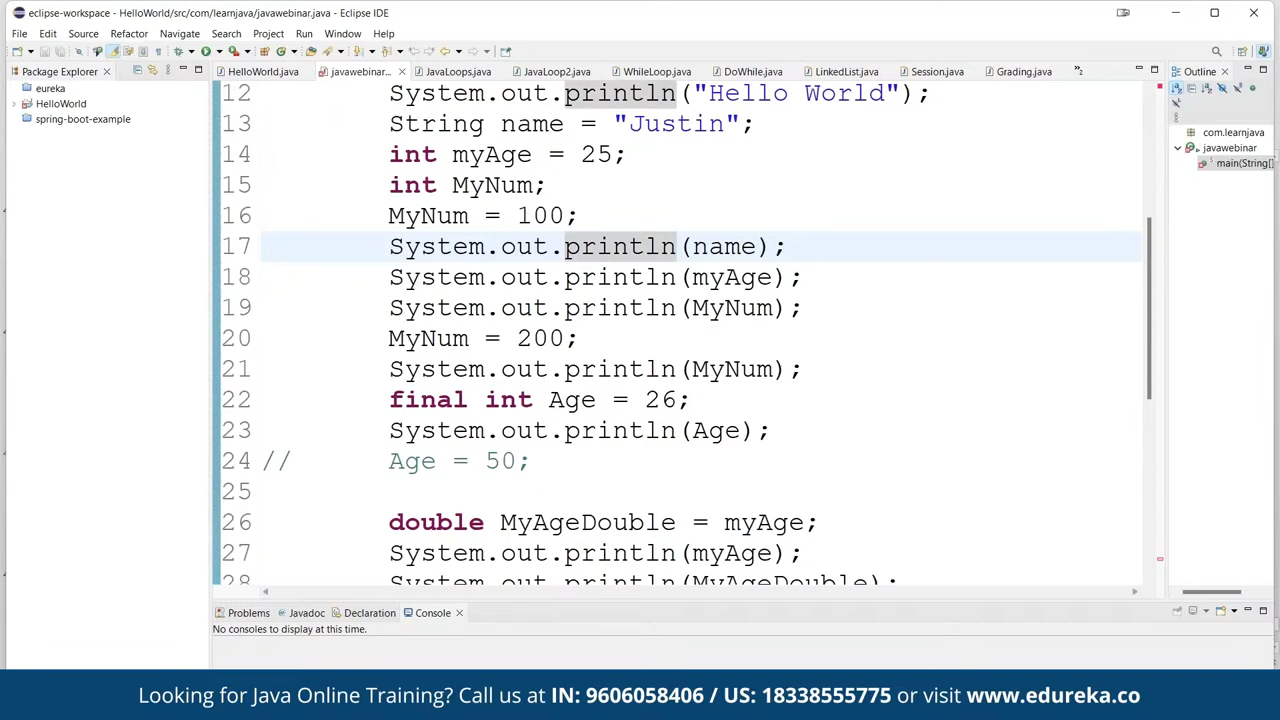 eclipse-workspace - HelloWorld/src/com/learnjava/javawebinar.java - Eclipse IDE
File Edit Source Refactor Navigate Search Project Run Window Help
Package Explorer
HelloWorld.java javawebinar... JavaLoops.java JavaLoop2.java WhileLoop.java DoWhile.java LinkedList.java Session.java Grading.java
Outline
eureka
HelloWorld
spring-boot-example
12 System.out.println("Hello World");
13 String name = "Justin";
14 int myAge = 25;
15 int MyNum;
16 MyNum = 100;
17 System.out.println(name);
18 System.out.println(myAge);
19 System.out.println(MyNum);
20 MyNum = 200;
21 System.out.println(MyNum);
22 final int Age = 26;
23 System.out.println(Age);
24 // Age = 50;
25
26 double MyAgeDouble = myAge;
27 System.out.println(myAge);
28 System.out.println(MyAgeDouble);
com.learnjava
javawebinar
main(String[]
Problems Javadoc Declaration Console
No consoles to display at this time.
Looking for Java Online Training? Call us at IN: 9606058406 / US: 18338555775 or visit www.edureka.co